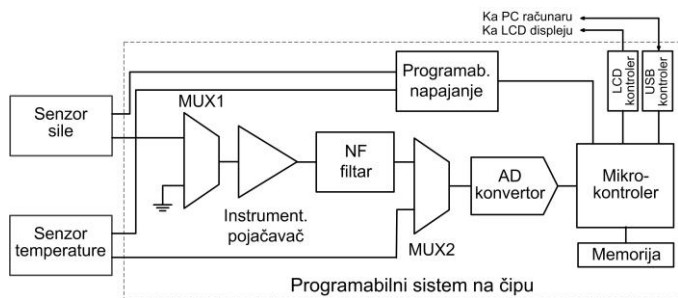 Ka PC računaru
Ka LCD displeju
LCD
kontroler
USB
kontroler
Programab.
napajanje
MUX1
Senzor
sile
NF
filtar
AD
konvertor
Mikro-
kontroler
Instrument.
pojačavač
Senzor
temperature
MUX2
Memorija
Programabilni sistem na čipu